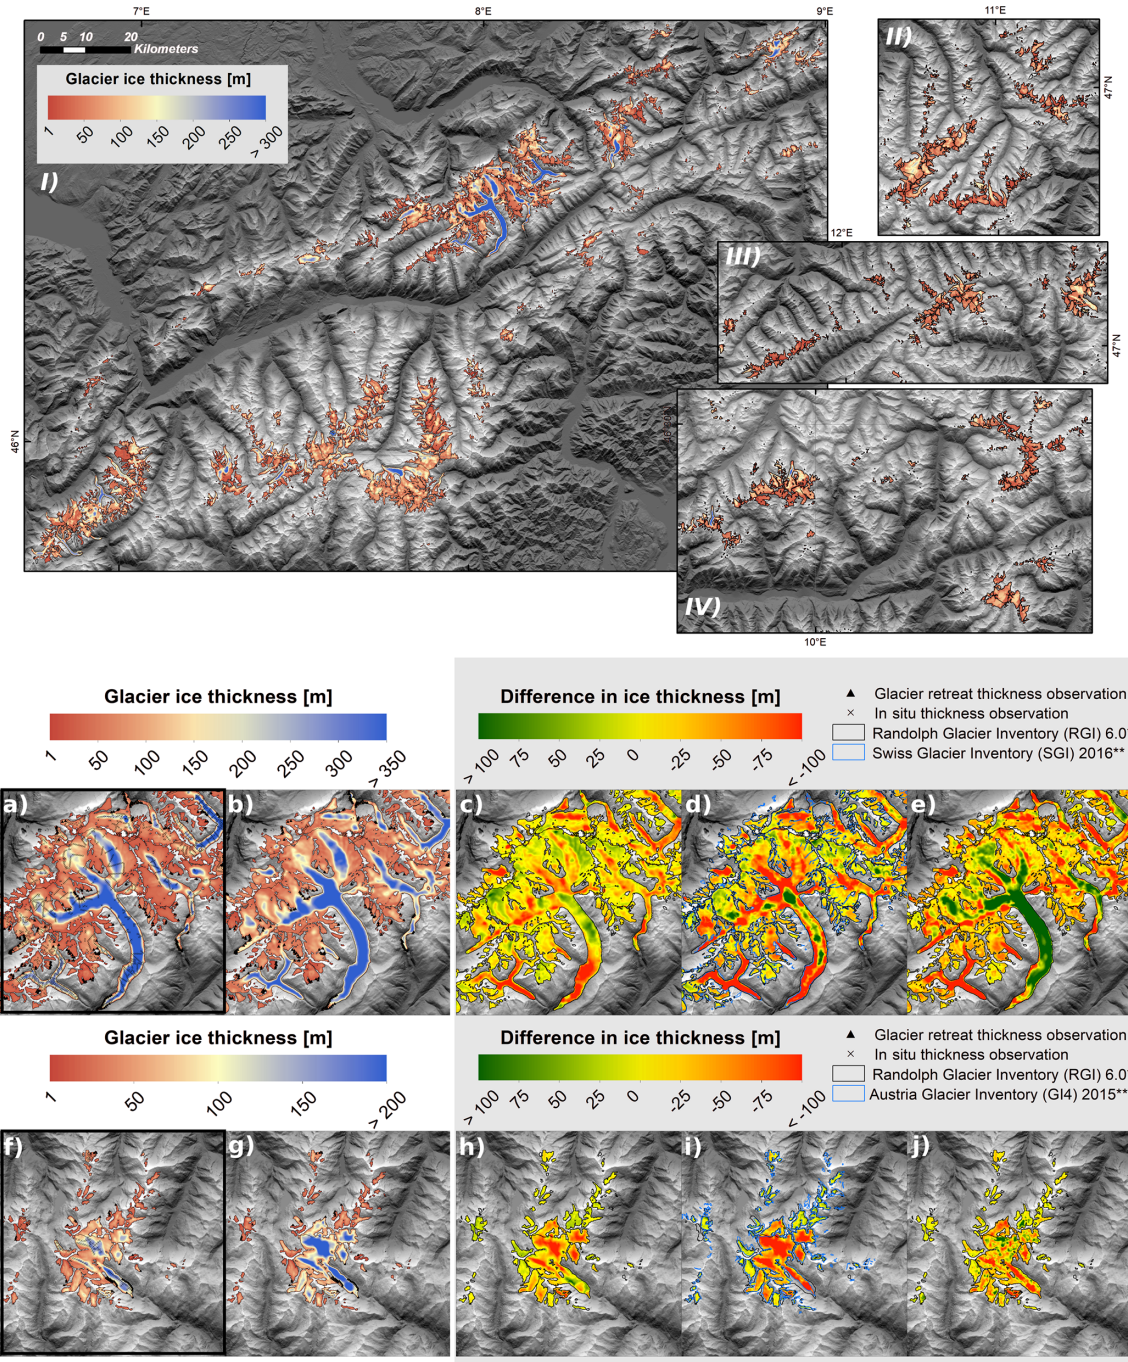 7°E 8°E 9°E 11°E
0 5 10 20
Kilometers
Glacier ice thickness [m]
1 50 100 150 200 250 > 300
I)
II)
47°N
12°E
III)
47°N
46°N
IV)
10°E
Glacier ice thickness [m]
1 50 100 150 200 250 300 > 350
Difference in ice thickness [m]
> 100 75 50 25 0 -25 -50 -75 < -100
Glacier retreat thickness observation
In situ thickness observation
Randolph Glacier Inventory (RGI) 6.0*
Swiss Glacier Inventory (SGI) 2016**
a) b) c) d) e)
Glacier ice thickness [m]
1 50 100 150 > 200
Difference in ice thickness [m]
> 100 75 50 25 0 -25 -50 -75 < -100
Glacier retreat thickness observation
In situ thickness observation
Randolph Glacier Inventory (RGI) 6.0*
Austria Glacier Inventory (GI4) 2015**
f) g) h) i) j)